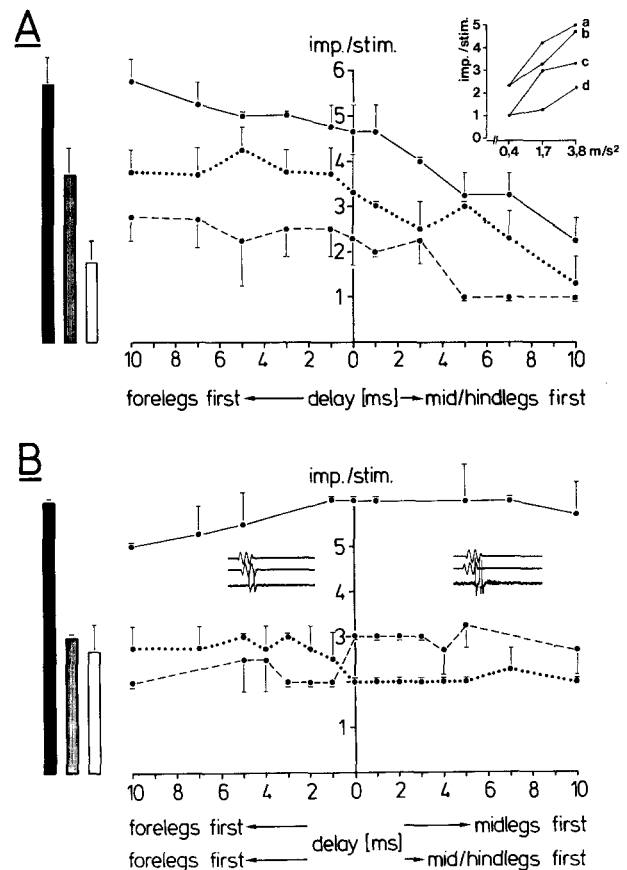 A
imp./stim.
6
5
4
3
2
1
10 8 6 4 2 0 2 4 6 8 10
forelegs first ← delay [ms] → mid/hindlegs first
imp./stim.
5
4
3
2
1
0
a
b
c
d
0,4 1,7 3,8 m/s²
B
imp./stim.
5
4
3
2
1
10 8 6 4 2 0 2 4 6 8 10
forelegs first ← → midlegs first
delay [ms]
forelegs first ← → mid/hindlegs first